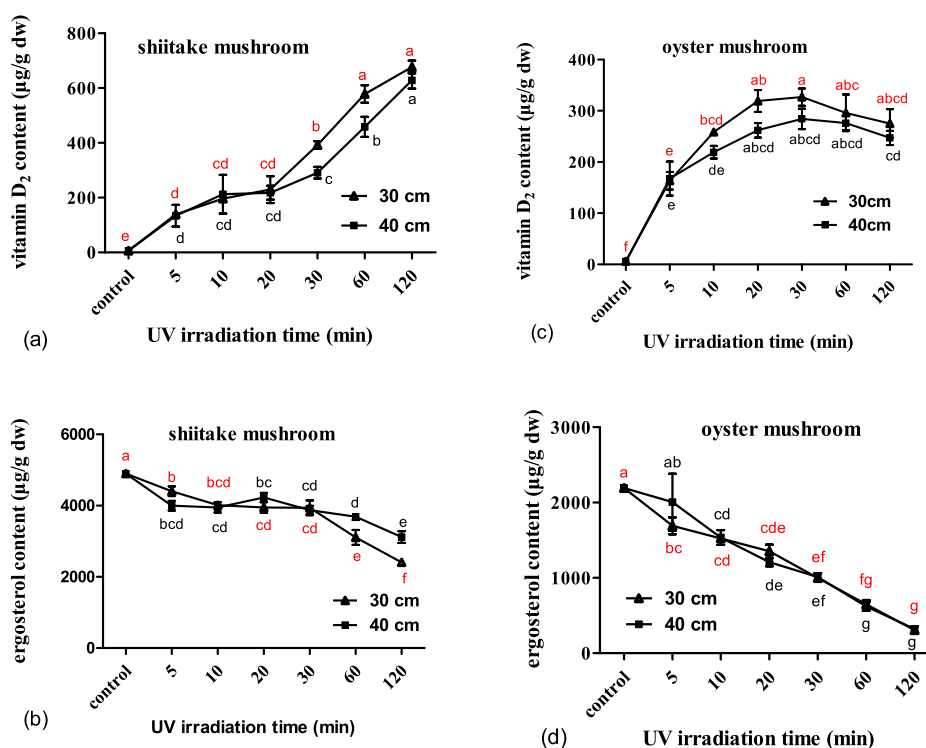 shiitake mushroom
vitamin D2 content (µg/g dw)
800
600
400
200
0
e
d
d
cd
cd
cd
cd
b
c
a
b
a
a
30 cm
40 cm
control
5
10
20
30
60
120
UV irradiation time (min)
(a)
oyster mushroom
vitamin D2 content (µg/g dw)
400
300
200
100
0
f
e
e
bcd
de
ab
abcd
a
abcd
abc
abcd
abcd
cd
30cm
40cm
control
5
10
20
30
60
120
UV irradiation time (min)
(c)
shiitake mushroom
ergosterol content (µg/g dw)
6000
4000
2000
0
a
b
bcd
bcd
cd
bc
cd
cd
cd
d
e
e
f
30 cm
40 cm
control
5
10
20
30
60
120
UV irradiation time (min)
(b)
oyster mushroom
ergosterol content (µg/g dw)
3000
2000
1000
0
a
ab
bc
cd
cd
cde
de
ef
ef
fg
g
g
g
30 cm
40 cm
control
5
10
20
30
60
120
UV irradiation time (min)
(d)